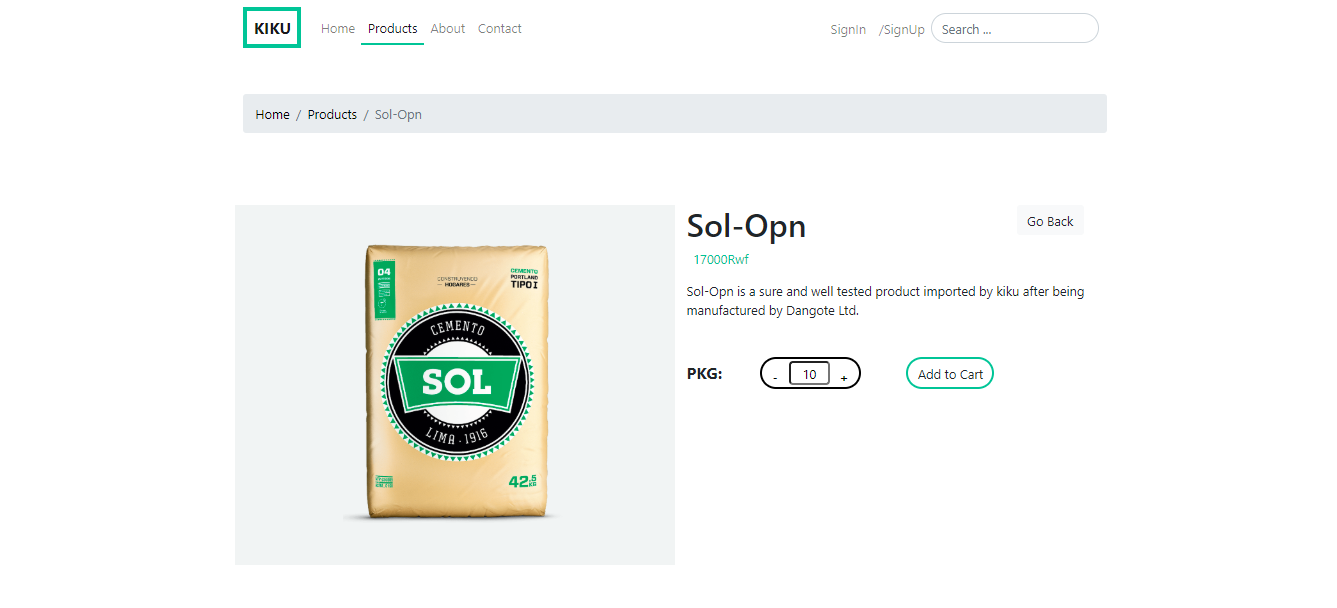 KIKU Home Products About Contact SignIn /SignUp Search ...
Home / Products / Sol-Opn
Sol-Opn Go Back
17000Rwf
Sol-Opn is a sure and well tested product imported by kiku after being
manufactured by Dangote Ltd.
PKG: - 10 + Add to Cart
04
CONSTRUYENDO
HOGARES
CEMENTO
PORTLAND
TIPO I
CEMENTO
SOL
LIMA - 1916
42.5
KG